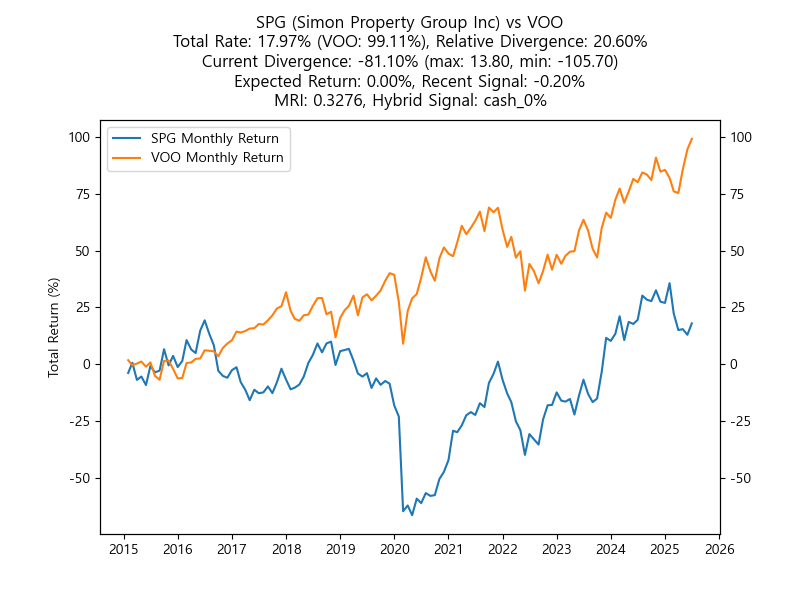 SPG (Simon Property Group Inc) vs VOO
Total Rate: 17.97% (VOO: 99.11%), Relative Divergence: 20.60%
Current Divergence: -81.10% (max: 13.80, min: -105.70)
Expected Return: 0.00%, Recent Signal: -0.20%
MRI: 0.3276, Hybrid Signal: cash_0%
SPG Monthly Return
VOO Monthly Return
Total Return (%)
100
75
50
25
0
-25
-50
100
75
50
25
0
-25
-50
2015 2016 2017 2018 2019 2020 2021 2022 2023 2024 2025 2026